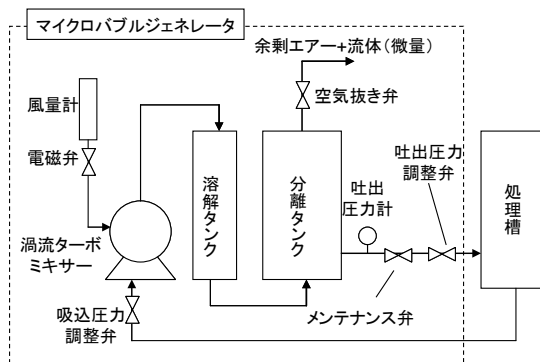 マイクロバブルジェネレータ
余剰エアー+流体(微量)
空気抜き弁
風量計
電磁弁
溶解タンク
分離タンク
吐出
圧力計
吐出圧力
調整弁
処理槽
渦流ターボ
ミキサー
吸込圧力
調整弁
メンテナンス弁